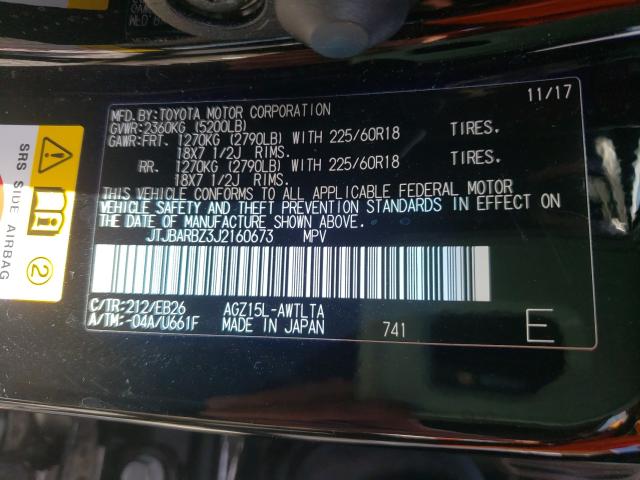 11/17
MFD.BY:TOYOTA MOTOR CORPORATION
GVWR:2360KG (5200LB)
GAWR:FRT. 1270KG (2790LB) WITH 225/60R18 TIRES.
18X7 1/2J RIMS.
RR. 1270KG (2790LB) WITH 225/60R18 TIRES.
18X7 1/2J RIMS.
THIS VEHICLE CONFORMS TO ALL APPLICABLE FEDERAL MOTOR
VEHICLE SAFETY AND THEFT PREVENTION STANDARDS IN EFFECT ON
THE DATE OF MANUFACTURE SHOWN ABOVE.
JTJBARBZ3J2160673 MPV
C/TR:212/EB26 AGZ15L-AWTLTA
A/TM:-04A/U661F MADE IN JAPAN 741 E
SRS SIDE AIRBAG
2